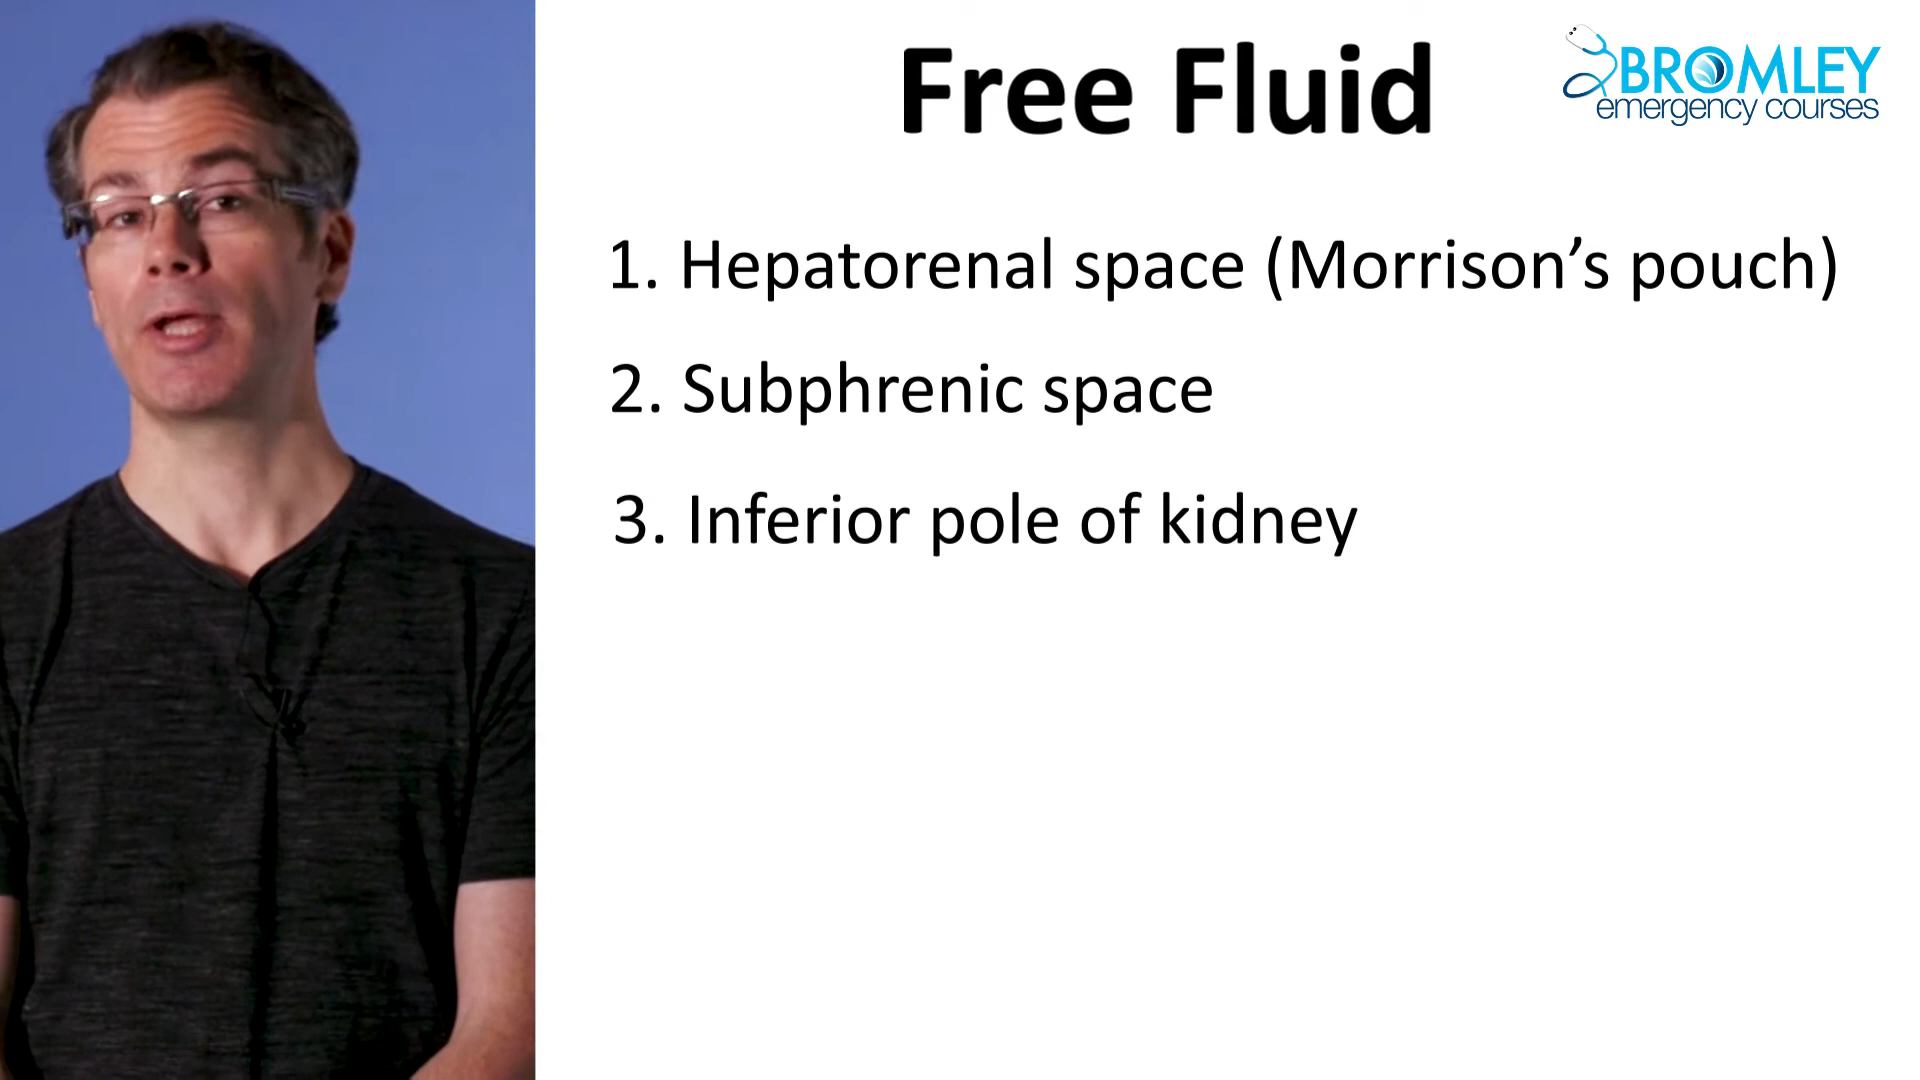 Free Fluid
BROMLEY
emergency courses
1. Hepatorenal space (Morrison’s pouch)
2. Subphrenic space
3. Inferior pole of kidney